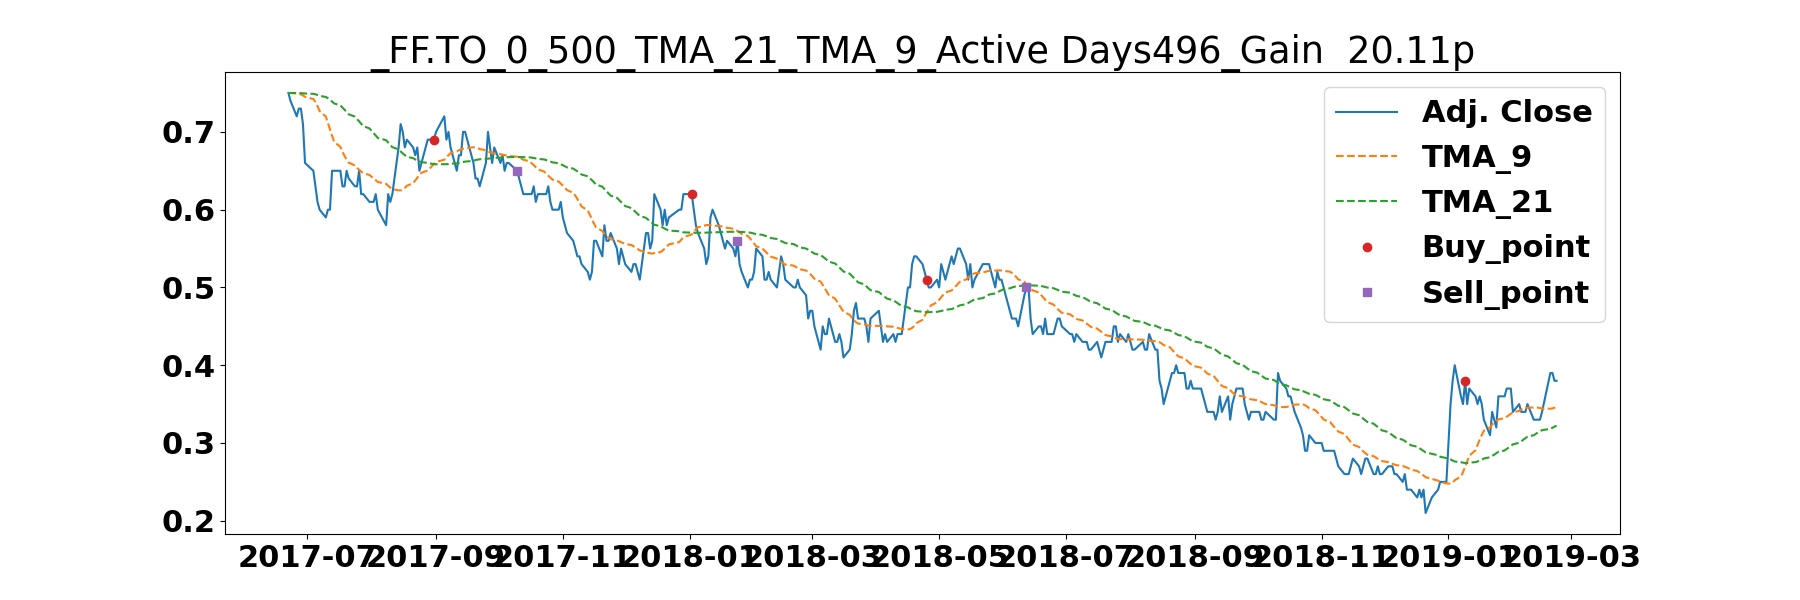 _FF.TO_0_500_TMA_21_TMA_9_Active Days496_Gain  20.11p
Adj. Close
TMA_9
TMA_21
Buy_point
Sell_point
0.7
0.6
0.5
0.4
0.3
0.2
2017-07 2017-09 2017-11 2018-01 2018-03 2018-05 2018-07 2018-09 2018-11 2019-01 2019-03